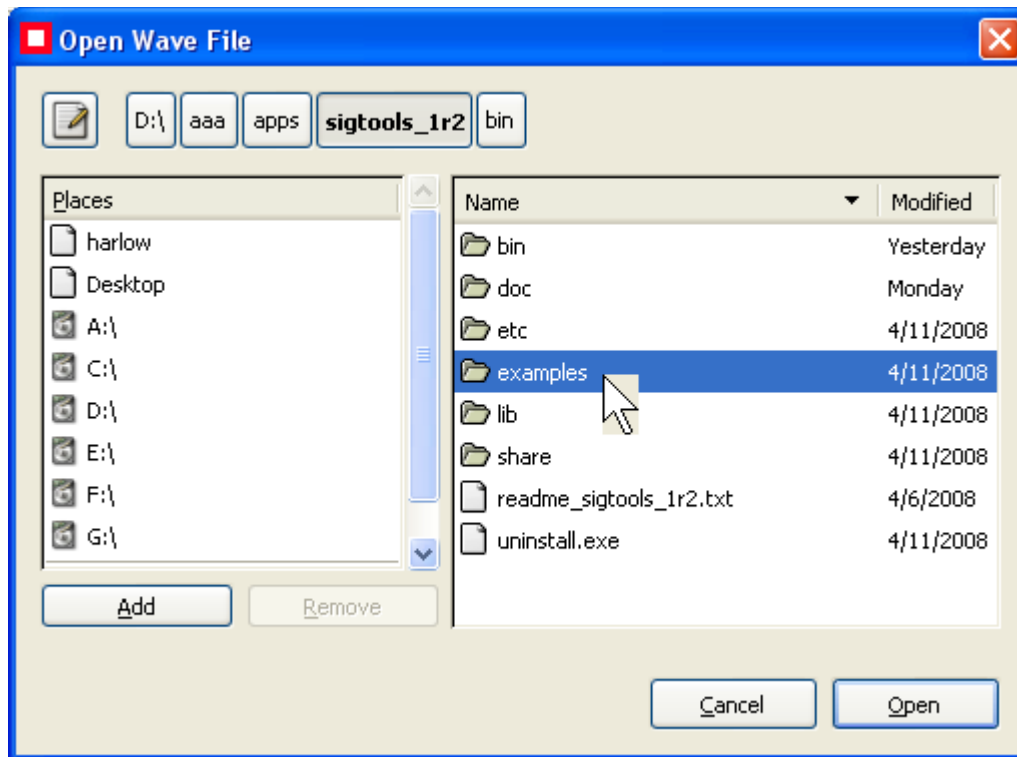 Open Wave File
D:\ aaa apps sigtools_1r2 bin
Places
harlow
Desktop
A:\
C:\
D:\
E:\
F:\
G:\
Add Remove
Name Modified
bin Yesterday
doc Monday
etc 4/11/2008
examples 4/11/2008
lib 4/11/2008
share 4/11/2008
readme_sigtools_1r2.txt 4/6/2008
uninstall.exe 4/11/2008
Cancel Open